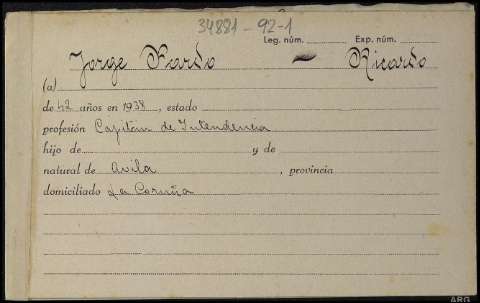 34881-92-1
Leg. núm. Exp. núm.
Jorge Pardo - Ricardo
(a)
de 42 años en 1938, estado
profesión Capitán de Intendencia
hijo de y de
natural de Avila, provincia
domiciliado La Coruña
ARG